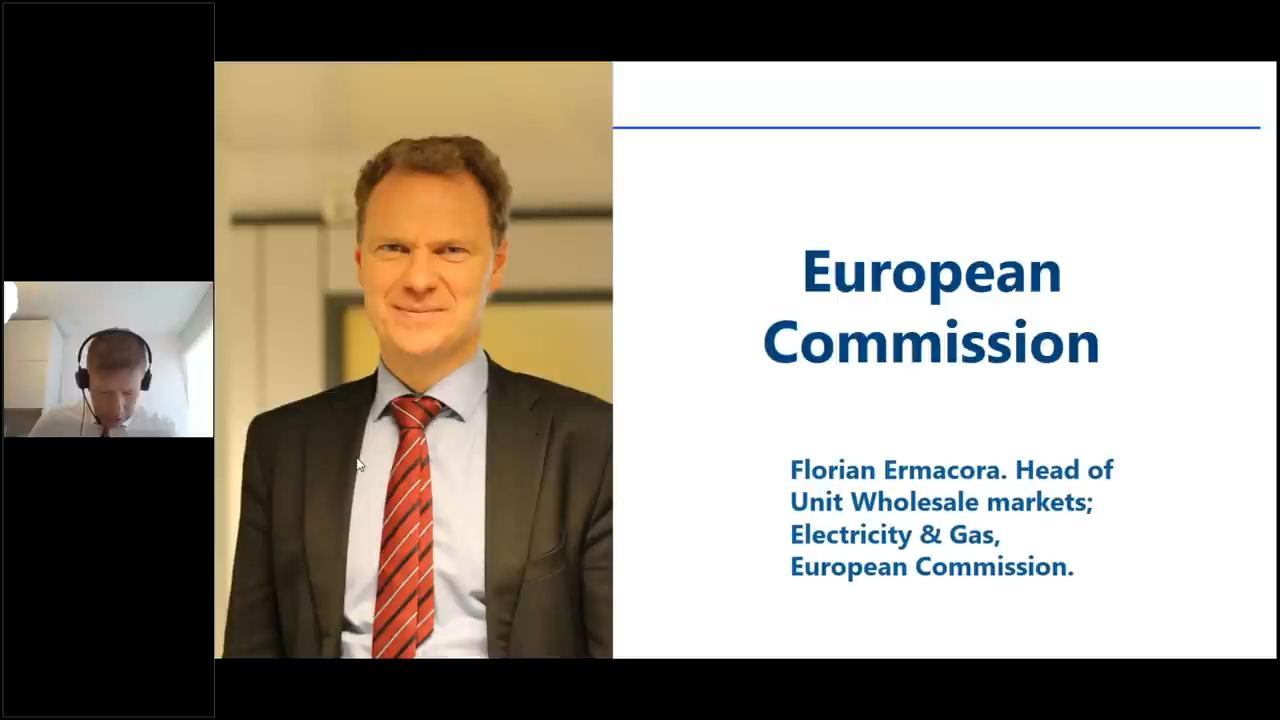 European
Commission
Florian Ermacora. Head of
Unit Wholesale markets;
Electricity & Gas,
European Commission.